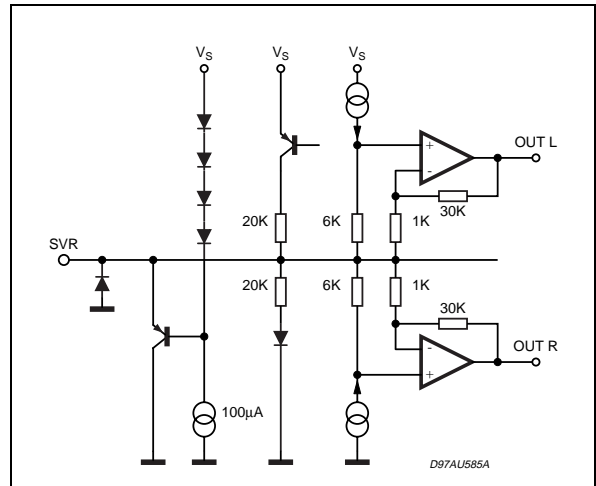 VS VS VS
OUT L
+
-
30K
20K 6K 1K
SVR
20K 6K 1K
30K
-
OUT R
+
100µA
D97AU585A